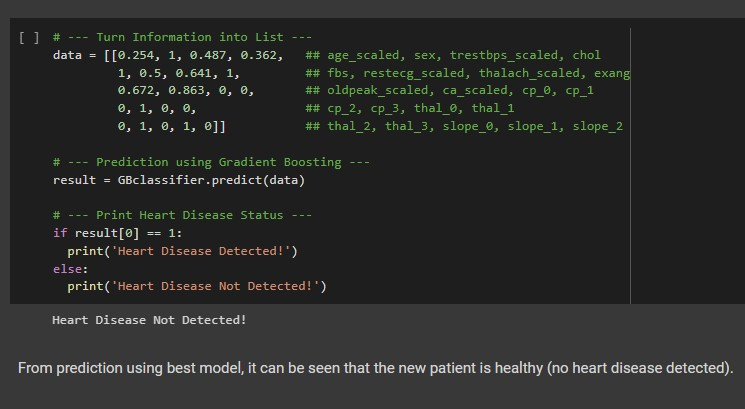 [ ] # --- Turn Information into List ---
data = [[0.254, 1, 0.487, 0.362,   ## age_scaled, sex, trestbps_scaled, chol
         1, 0.5, 0.641, 1,         ## fbs, restecg_scaled, thalach_scaled, exang
         0.672, 0.863, 0, 0,       ## oldpeak_scaled, ca_scaled, cp_0, cp_1
         0, 1, 0, 0,               ## cp_2, cp_3, thal_0, thal_1
         0, 1, 0, 1, 0]]           ## thal_2, thal_3, slope_0, slope_1, slope_2
# --- Prediction using Gradient Boosting ---
result = GBclassifier.predict(data)
# --- Print Heart Disease Status ---
if result[0] == 1:
  print('Heart Disease Detected!')
else:
  print('Heart Disease Not Detected!')
Heart Disease Not Detected!
From prediction using best model, it can be seen that the new patient is healthy (no heart disease detected).